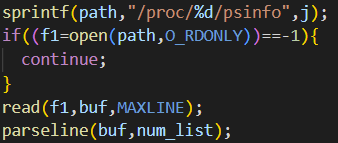 sprintf(path,"/proc/%d/psinfo",j);
if((f1=open(path,O_RDONLY))==-1){
  continue;
}
read(f1,buf,MAXLINE);
parseline(buf,num_list);